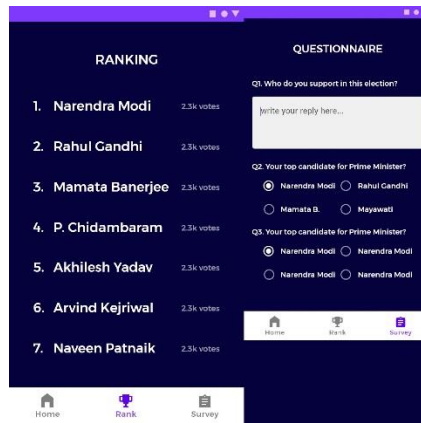 RANKING
1. Narendra Modi 2.3k votes
2. Rahul Gandhi 2.3k votes
3. Mamata Banerjee 2.3k votes
4. P. Chidambaram 2.3k votes
5. Akhilesh Yadav 2.3k votes
6. Arvind Kejriwal 2.3k votes
7. Naveen Patnaik 2.3k votes
Home Rank Survey
QUESTIONNAIRE
Q1. Who do you support in this election?
write your reply here...
Q2. Your top candidate for Prime Minister?
Narendra Modi Rahul Gandhi
Mamata B. Mayawati
Q3. Your top candidate for Prime Minister?
Narendra Modi Narendra Modi
Narendra Modi Narendra Modi
Home Rank Survey